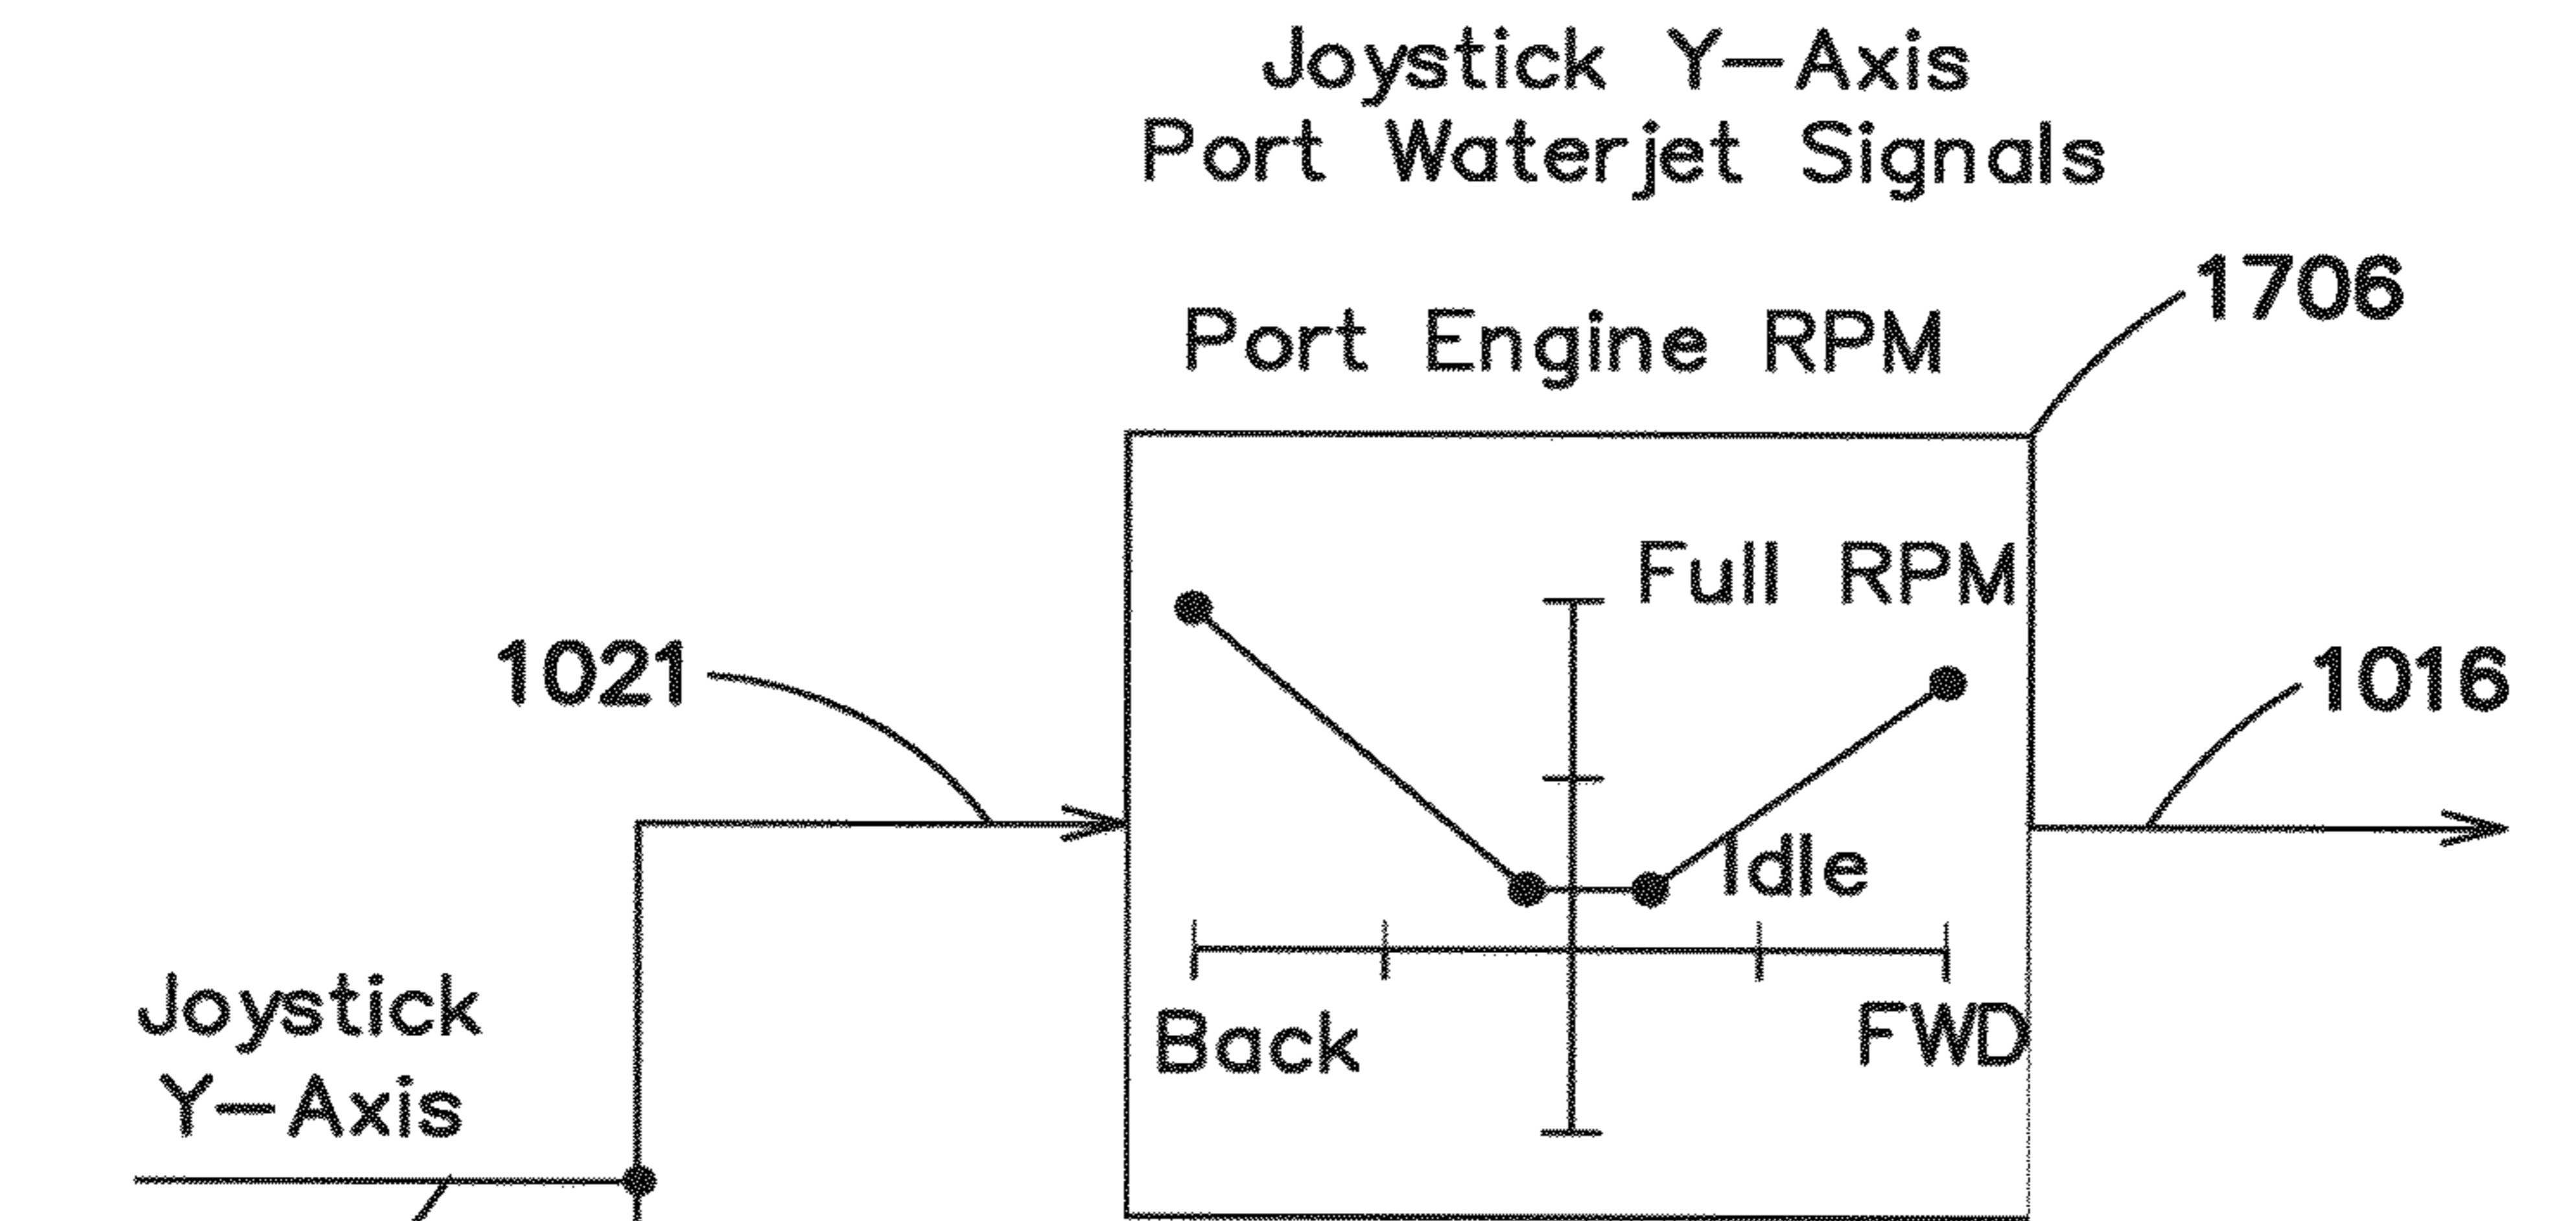 Joystick Y-Axis
Port Waterjet Signals
1706
Port Engine RPM
Full RPM
1021
1016
Idle
Joystick
Y-Axis
Back
FWD